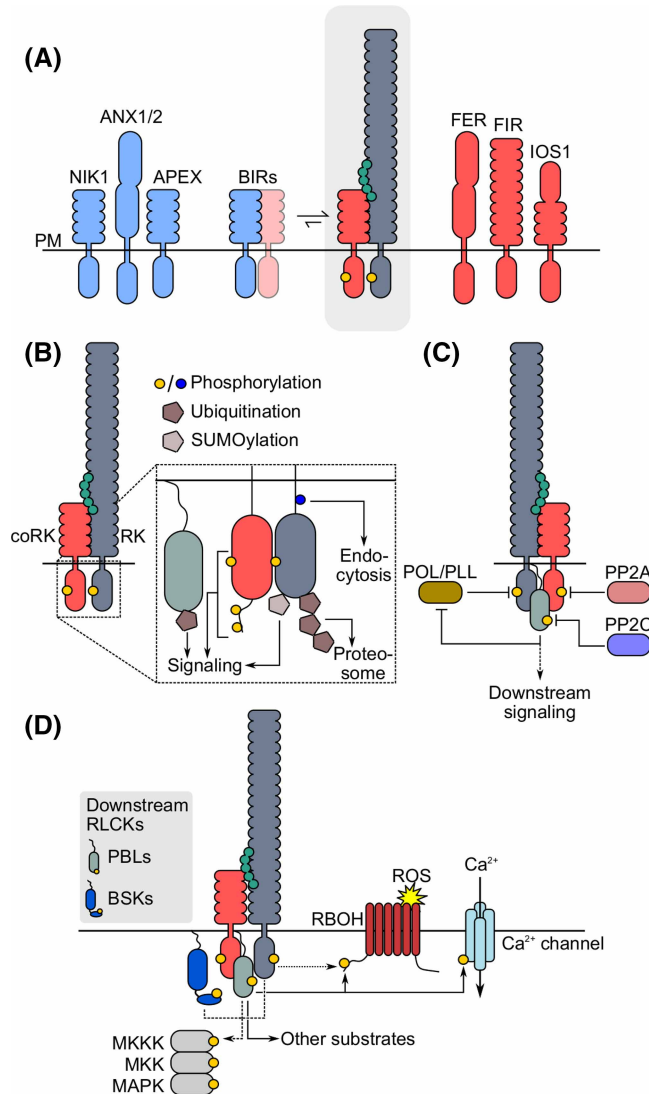 (A)
ANX1/2
NIK1
APEX
BIRs
FER
FIR
IOS1
PM
(B)
/ Phosphorylation
Ubiquitination
SUMOylation
coRK
RK
Endo-
cytosis
Signaling
Proteo-
some
(C)
POL/PLL
PP2A
PP2C
Downstream
signaling
(D)
Downstream
RLCKs
PBLs
BSKs
ROS
RBOH
Ca²⁺
Ca²⁺ channel
Other substrates
MKKK
MKK
MAPK